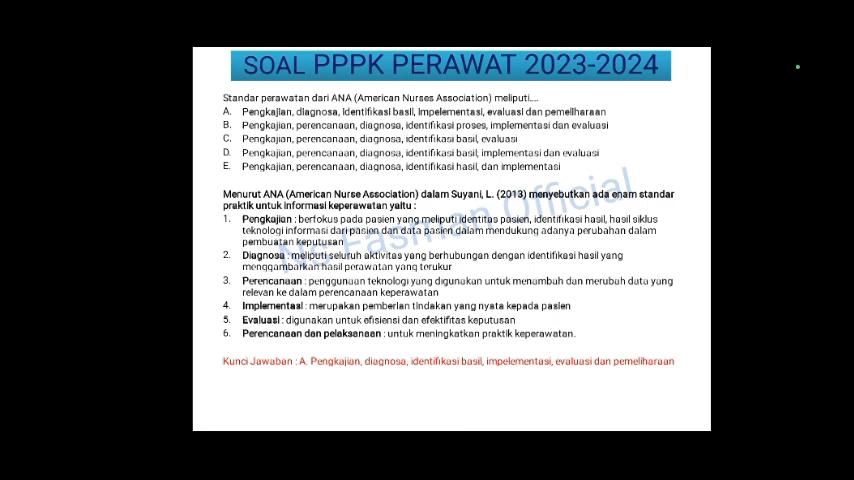 SOAL PPPK PERAWAT 2023-2024
Standar perawatan dari ANA (American Nurses Association) meliputi....
A. Pengkajian, diagnosa, identifikasi basil, impelementasi, evaluasi dan pemeliharaan
B. Pengkajian, perencanaan, diagnosa, identifikasi proses, implementasi dan evaluasi
C. Pengkajian, perencanaan, diagnosa, identifikasi basil, evaluasi
D. Pengkajian, perencanaan, diagnosa, identifikasi basil, implementasi dan evaluasi
E. Pengkajian, perencanaan, diagnosa, identifikasi hasil, dan implementasi
Menurut ANA (American Nurse Association) dalam Suyani, L. (2013) menyebutkan ada enam standar
praktik untuk informasi keperawatan yaitu :
1. Pengkajian : berfokus pada pasien yang meliputi identitas pasien, identifikasi hasil, hasil siklus
teknologi informasi dari pasien dan data pasien dalam mendukung adanya perubahan dalam
pembuatan keputusan
2. Diagnosa : meliputi seluruh aktivitas yang berhubungan dengan identifikasi hasil yang
menggambarkan hasil perawatan yang terukur
3. Perencanaan : penggunaan teknologi yang digunakan untuk menambah dan merubah data yang
relevan ke dalam perencanaan keperawatan
4. Implementasi : merupakan pemberian tindakan yang nyata kepada pasien
5. Evaluasi : digunakan untuk efisiensi dan efektifitas keputusan
6. Perencanaan dan pelaksanaan : untuk meningkatkan praktik keperawatan.
Ns Fasman Official
Kunci Jawaban : A. Pengkajian, diagnosa, identifikasi basil, impelementasi, evaluasi dan pemeliharaan